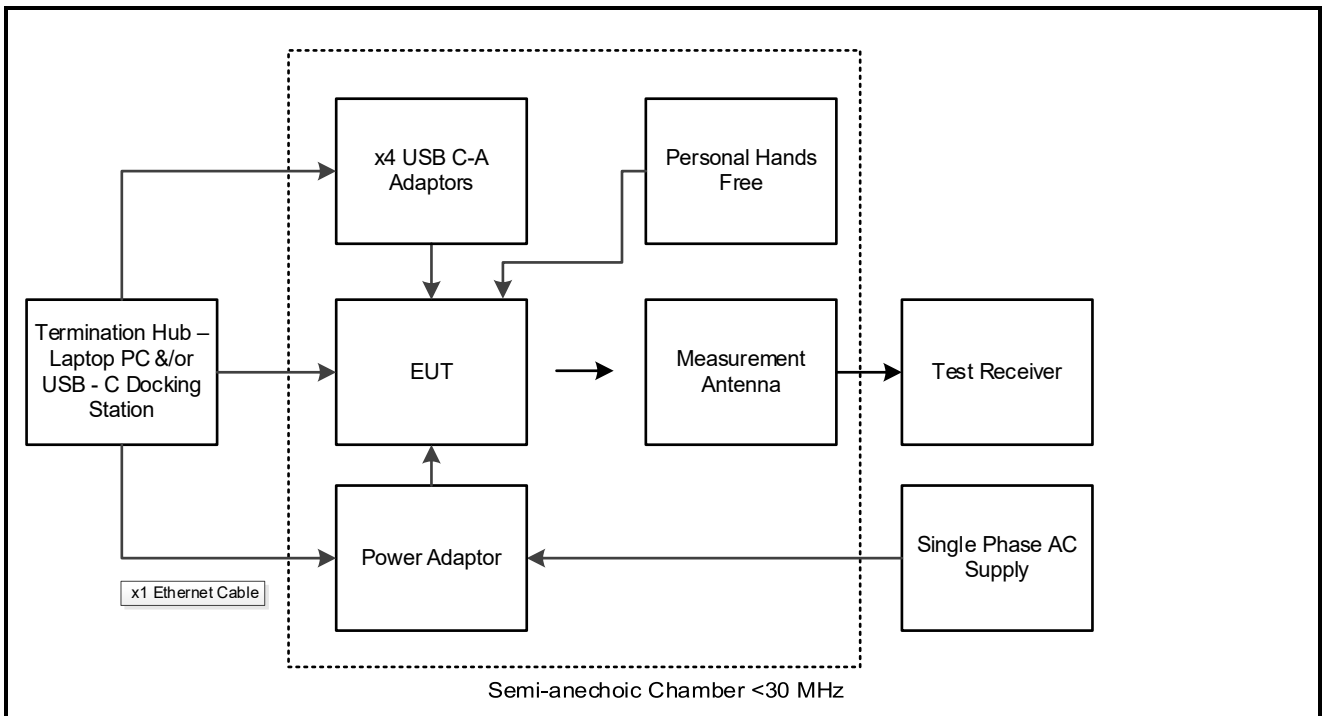 x4 USB C-A
Adaptors
Personal Hands
Free
Termination Hub –
Laptop PC &/or
USB - C Docking
Station
EUT
Measurement
Antenna
Test Receiver
Power Adaptor
Single Phase AC
Supply
x1 Ethernet Cable
Semi-anechoic Chamber <30 MHz